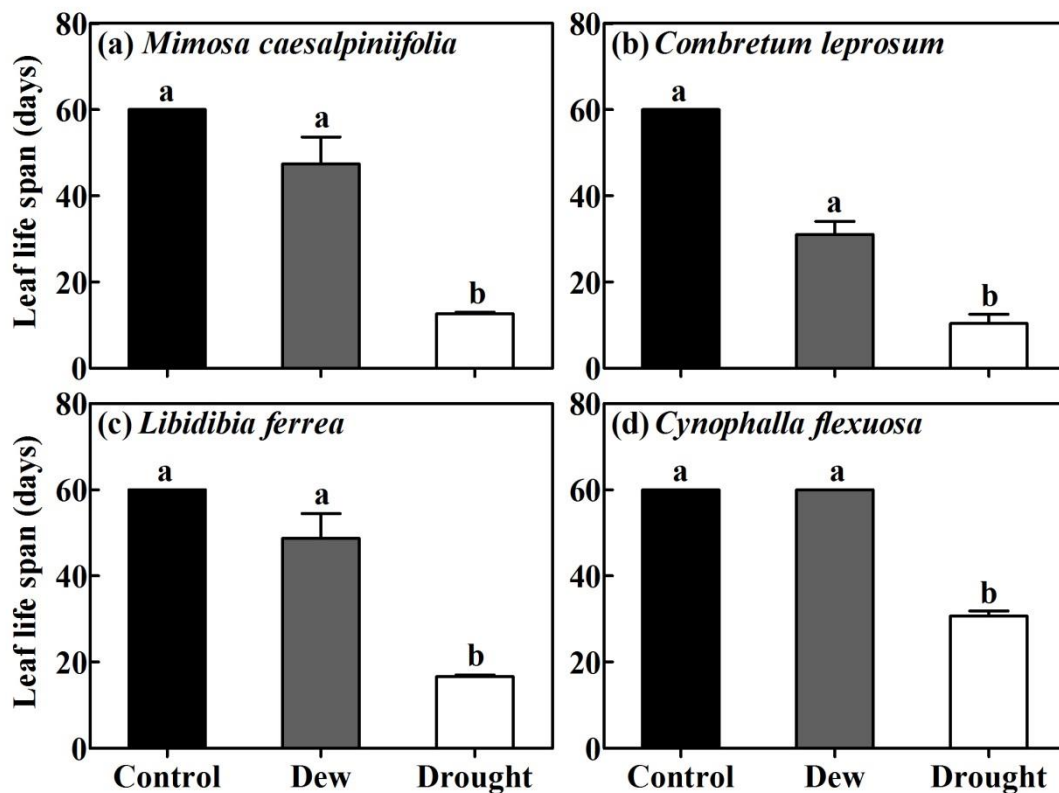 (a) Mimosa caesalpiniifolia
Leaf life span (days)
80
60
40
20
0
a
a
b
(b) Combretum leprosum
80
60
40
20
0
a
a
b
(c) Libidibia ferrea
Leaf life span (days)
80
60
40
20
0
a
a
b
Control Dew Drought
(d) Cynophalla flexuosa
80
60
40
20
0
a
a
b
Control Dew Drought